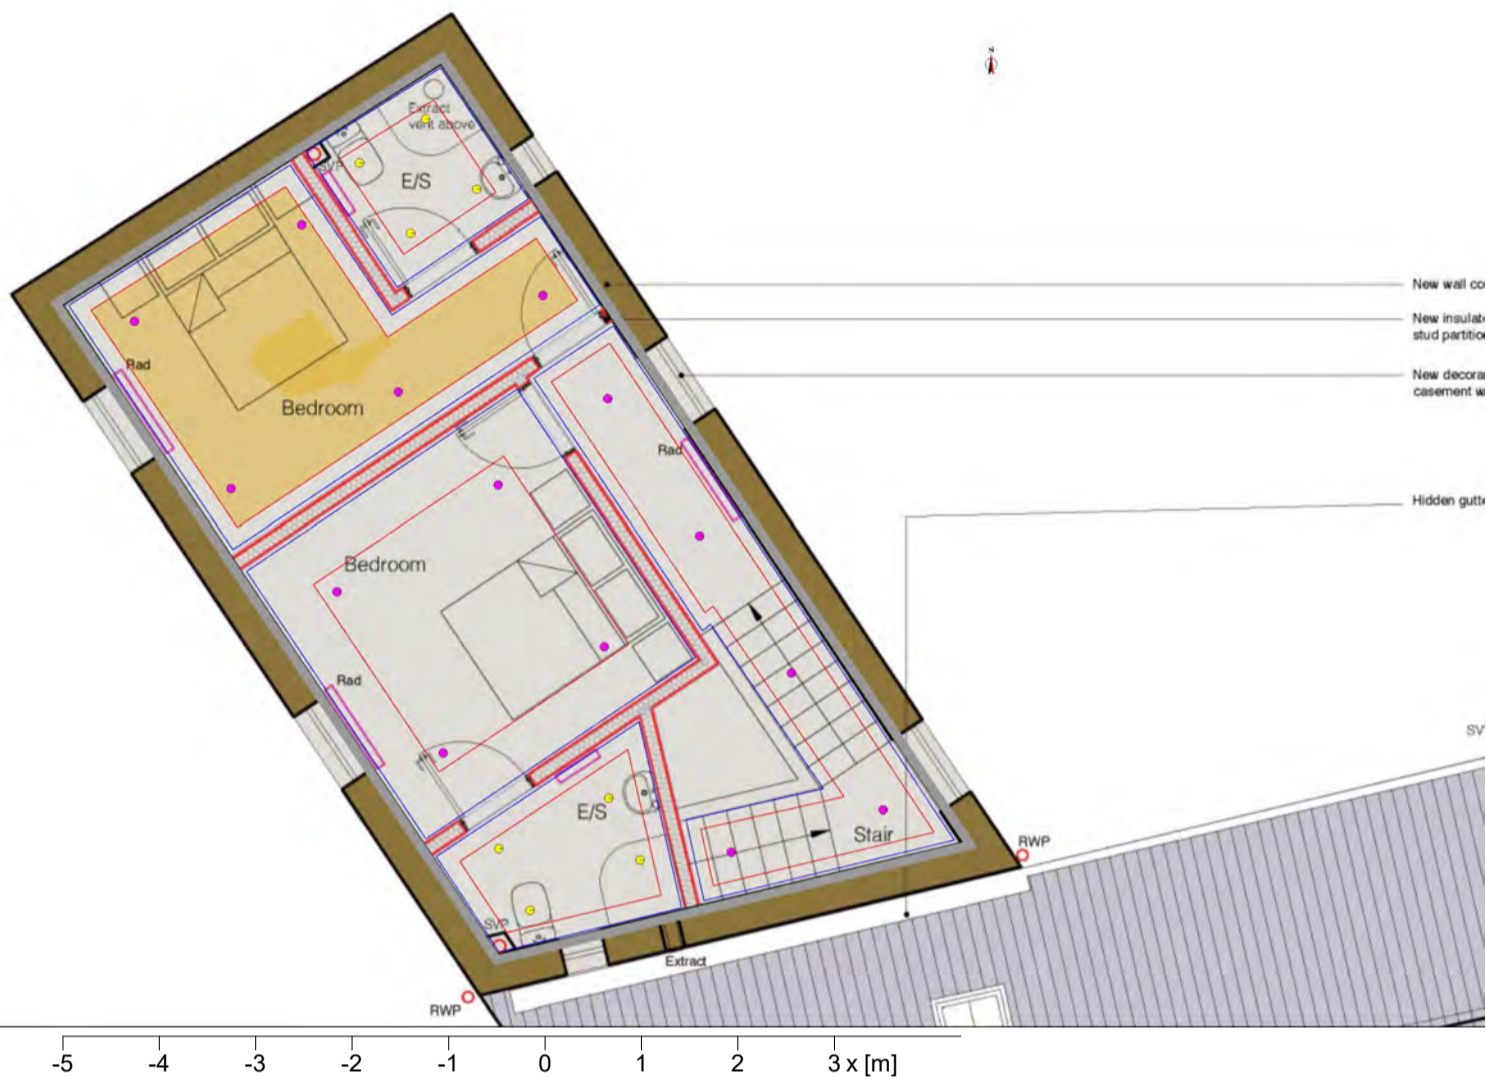 N
Extract
vent above
SVP
E/S
New wall co
New insulate
stud partitio
Rad
New decora
casement w
Bedroom
Rad
Hidden gutte
Bedroom
Rad
SV
E/S
Stair
RWP
SVP
Extract
RWP
-5 -4 -3 -2 -1 0 1 2 3 x [m]